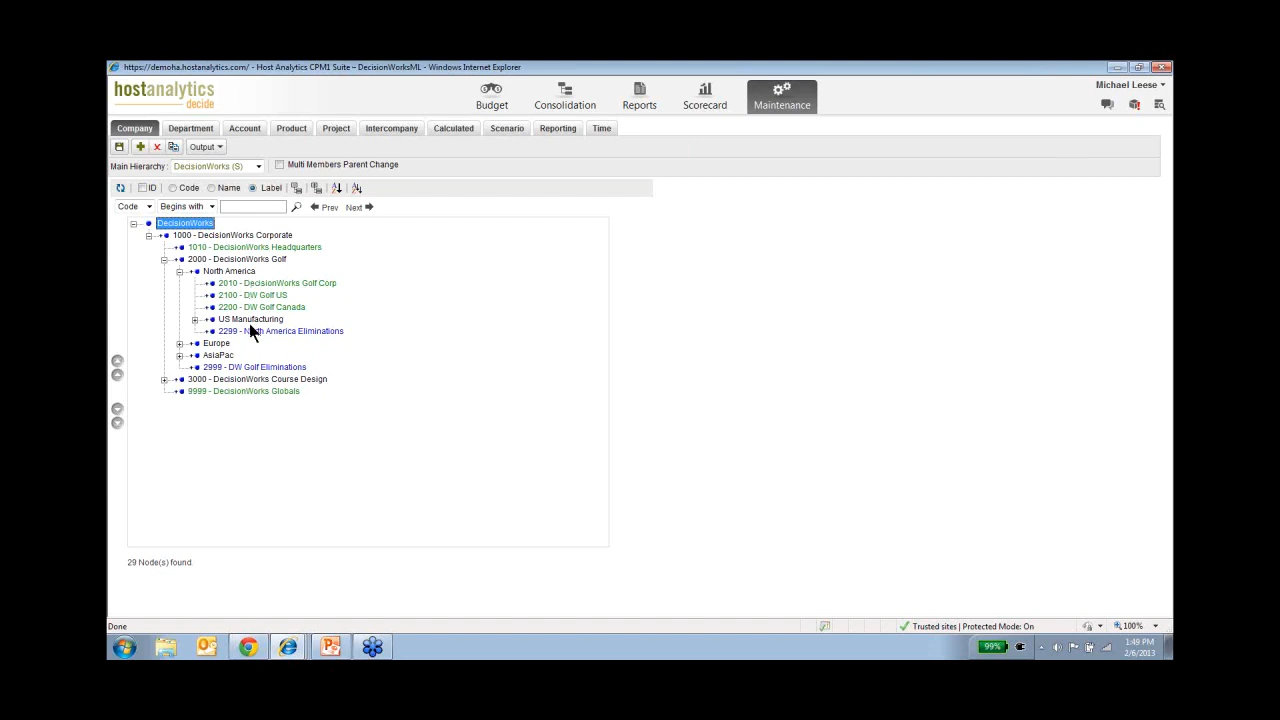 https://demoha.hostanalytics.com/ - Host Analytics CPM1 Suite – DecisionWorksML - Windows Internet Explorer
hostanalytics
decide
Budget
Consolidation
Reports
Scorecard
Maintenance
Michael Leese
Company
Department
Account
Product
Project
Intercompany
Calculated
Scenario
Reporting
Time
Output
Main Hierarchy: DecisionWorks (S)
Multi Members Parent Change
ID Code Name Label
Code Begins with Prev Next
DecisionWorks
1000 - DecisionWorks Corporate
1010 - DecisionWorks Headquarters
2000 - DecisionWorks Golf
North America
2010 - DecisionWorks Golf Corp
2100 - DW Golf US
2200 - DW Golf Canada
US Manufacturing
2299 - North America Eliminations
Europe
AsiaPac
2999 - DW Golf Eliminations
3000 - DecisionWorks Course Design
9999 - DecisionWorks Globals
29 Node(s) found.
Done
Trusted sites | Protected Mode: On
100%
99%
1:49 PM
2/6/2013